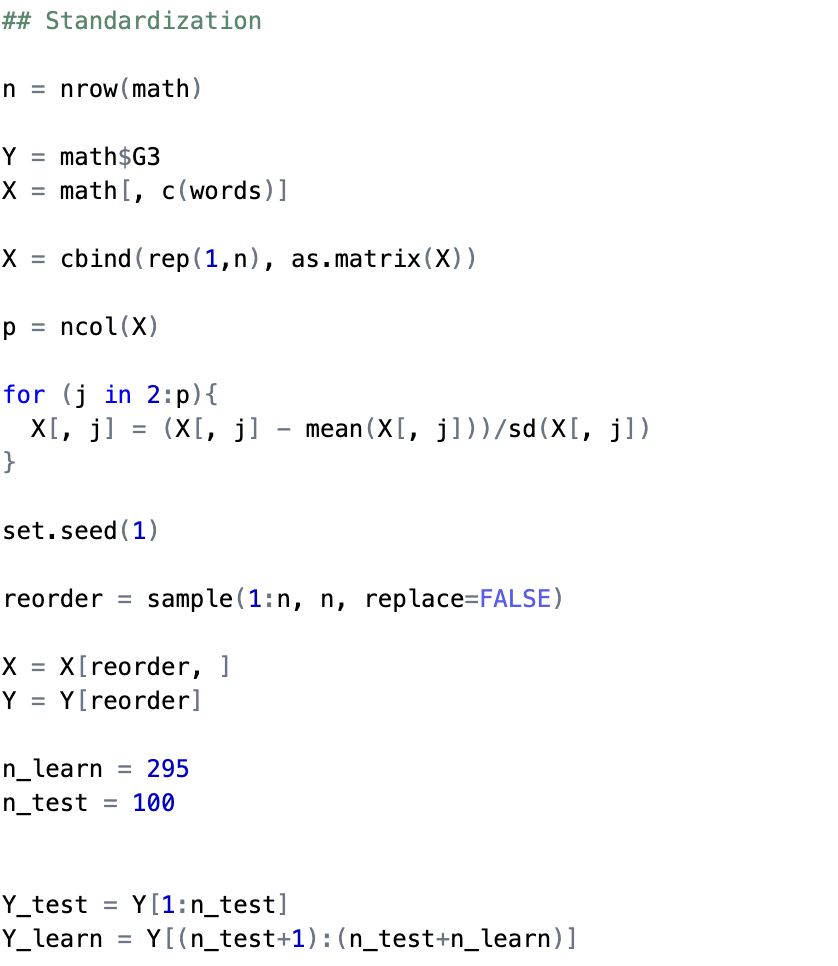 ## Standardization
n = nrow(math)
Y = math$G3
X = math[, c(words)]
X = cbind(rep(1,n), as.matrix(X))
p = ncol(X)
for (j in 2:p){
  X[, j] = (X[, j] - mean(X[, j]))/sd(X[, j])
}
set.seed(1)
reorder = sample(1:n, n, replace=FALSE)
X = X[reorder, ]
Y = Y[reorder]
n_learn = 295
n_test = 100
Y_test = Y[1:n_test]
Y_learn = Y[(n_test+1):(n_test+n_learn)]